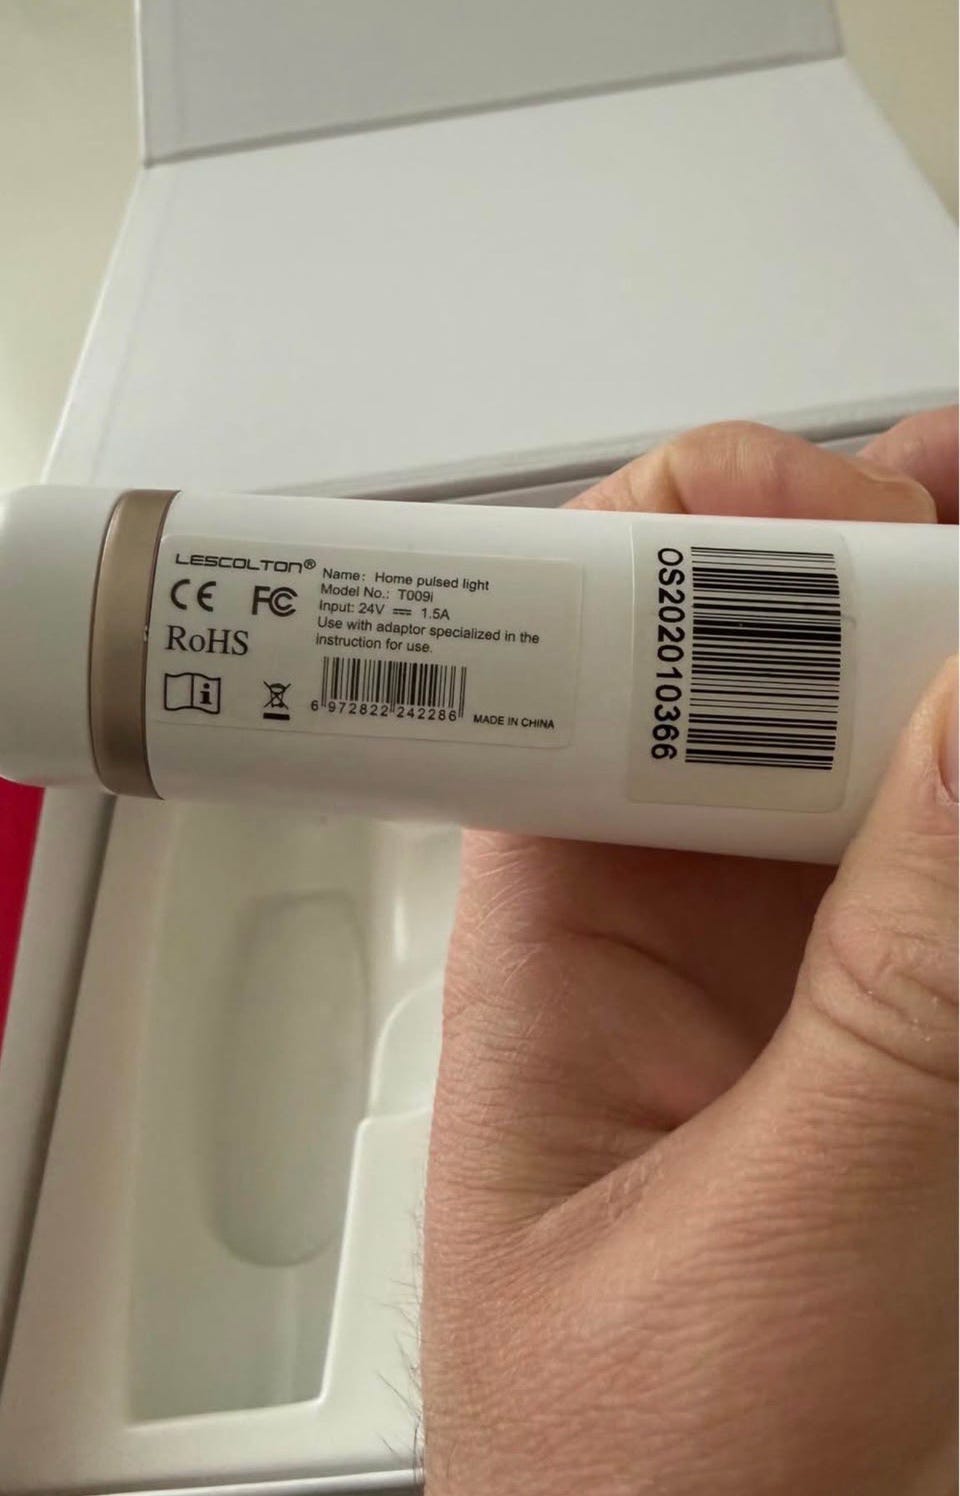 LESCOLTON®
CE FC
RoHS
i
Name: Home pulsed light
Model No.: T009i
Input: 24V ⎓ 1.5A
Use with adaptor specialized in the
instruction for use.
6 972822 242286
MADE IN CHINA
OS202010366